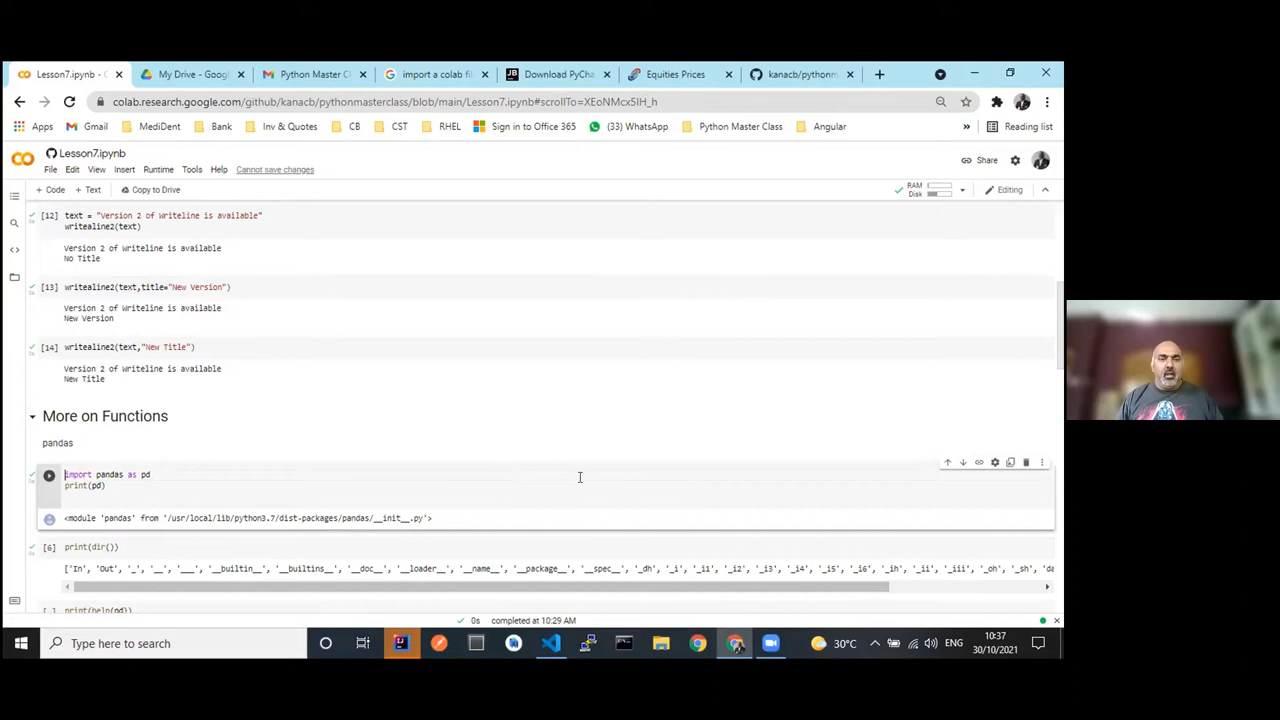 Lesson7.ipynb - C
My Drive - Googl
Python Master C
import a colab fi
Download PyCha
Equities Prices
kanacb/pythonm
colab.research.google.com/github/kanacb/pythonmasterclass/blob/main/Lesson7.ipynb#scrollTo=XEoNMcx5IH_h
Apps Gmail MediDent Bank Inv & Quotes CB CST RHEL Sign in to Office 365 (33) WhatsApp Python Master Class Angular » Reading list
Lesson7.ipynb
File Edit View Insert Runtime Tools Help Cannot save changes
Share
+ Code + Text Copy to Drive
RAM
Disk
Editing
[12] text = "Version 2 of Writeline is available"
writealine2(text)
Version 2 of Writeline is available
No Title
[13] writealine2(text,title="New Version")
Version 2 of Writeline is available
New Version
[14] writealine2(text,"New Title")
Version 2 of Writeline is available
New Title
More on Functions
pandas
import pandas as pd
print(pd)
<module 'pandas' from '/usr/local/lib/python3.7/dist-packages/pandas/__init__.py'>
[6] print(dir())
['In', 'Out', '_', '__', '___', '__builtin__', '__builtins__', '__doc__', '__loader__', '__name__', '__package__', '__spec__', '_dh', '_i', '_i1', '_i2', '_i3', '_i4', '_i5', '_i6', '_ih', '_ii', '_iii', '_oh', '_sh', 'da
[ ] print(help(pd))
0s completed at 10:29 AM
Type here to search
30°C
ENG
10:37
30/10/2021